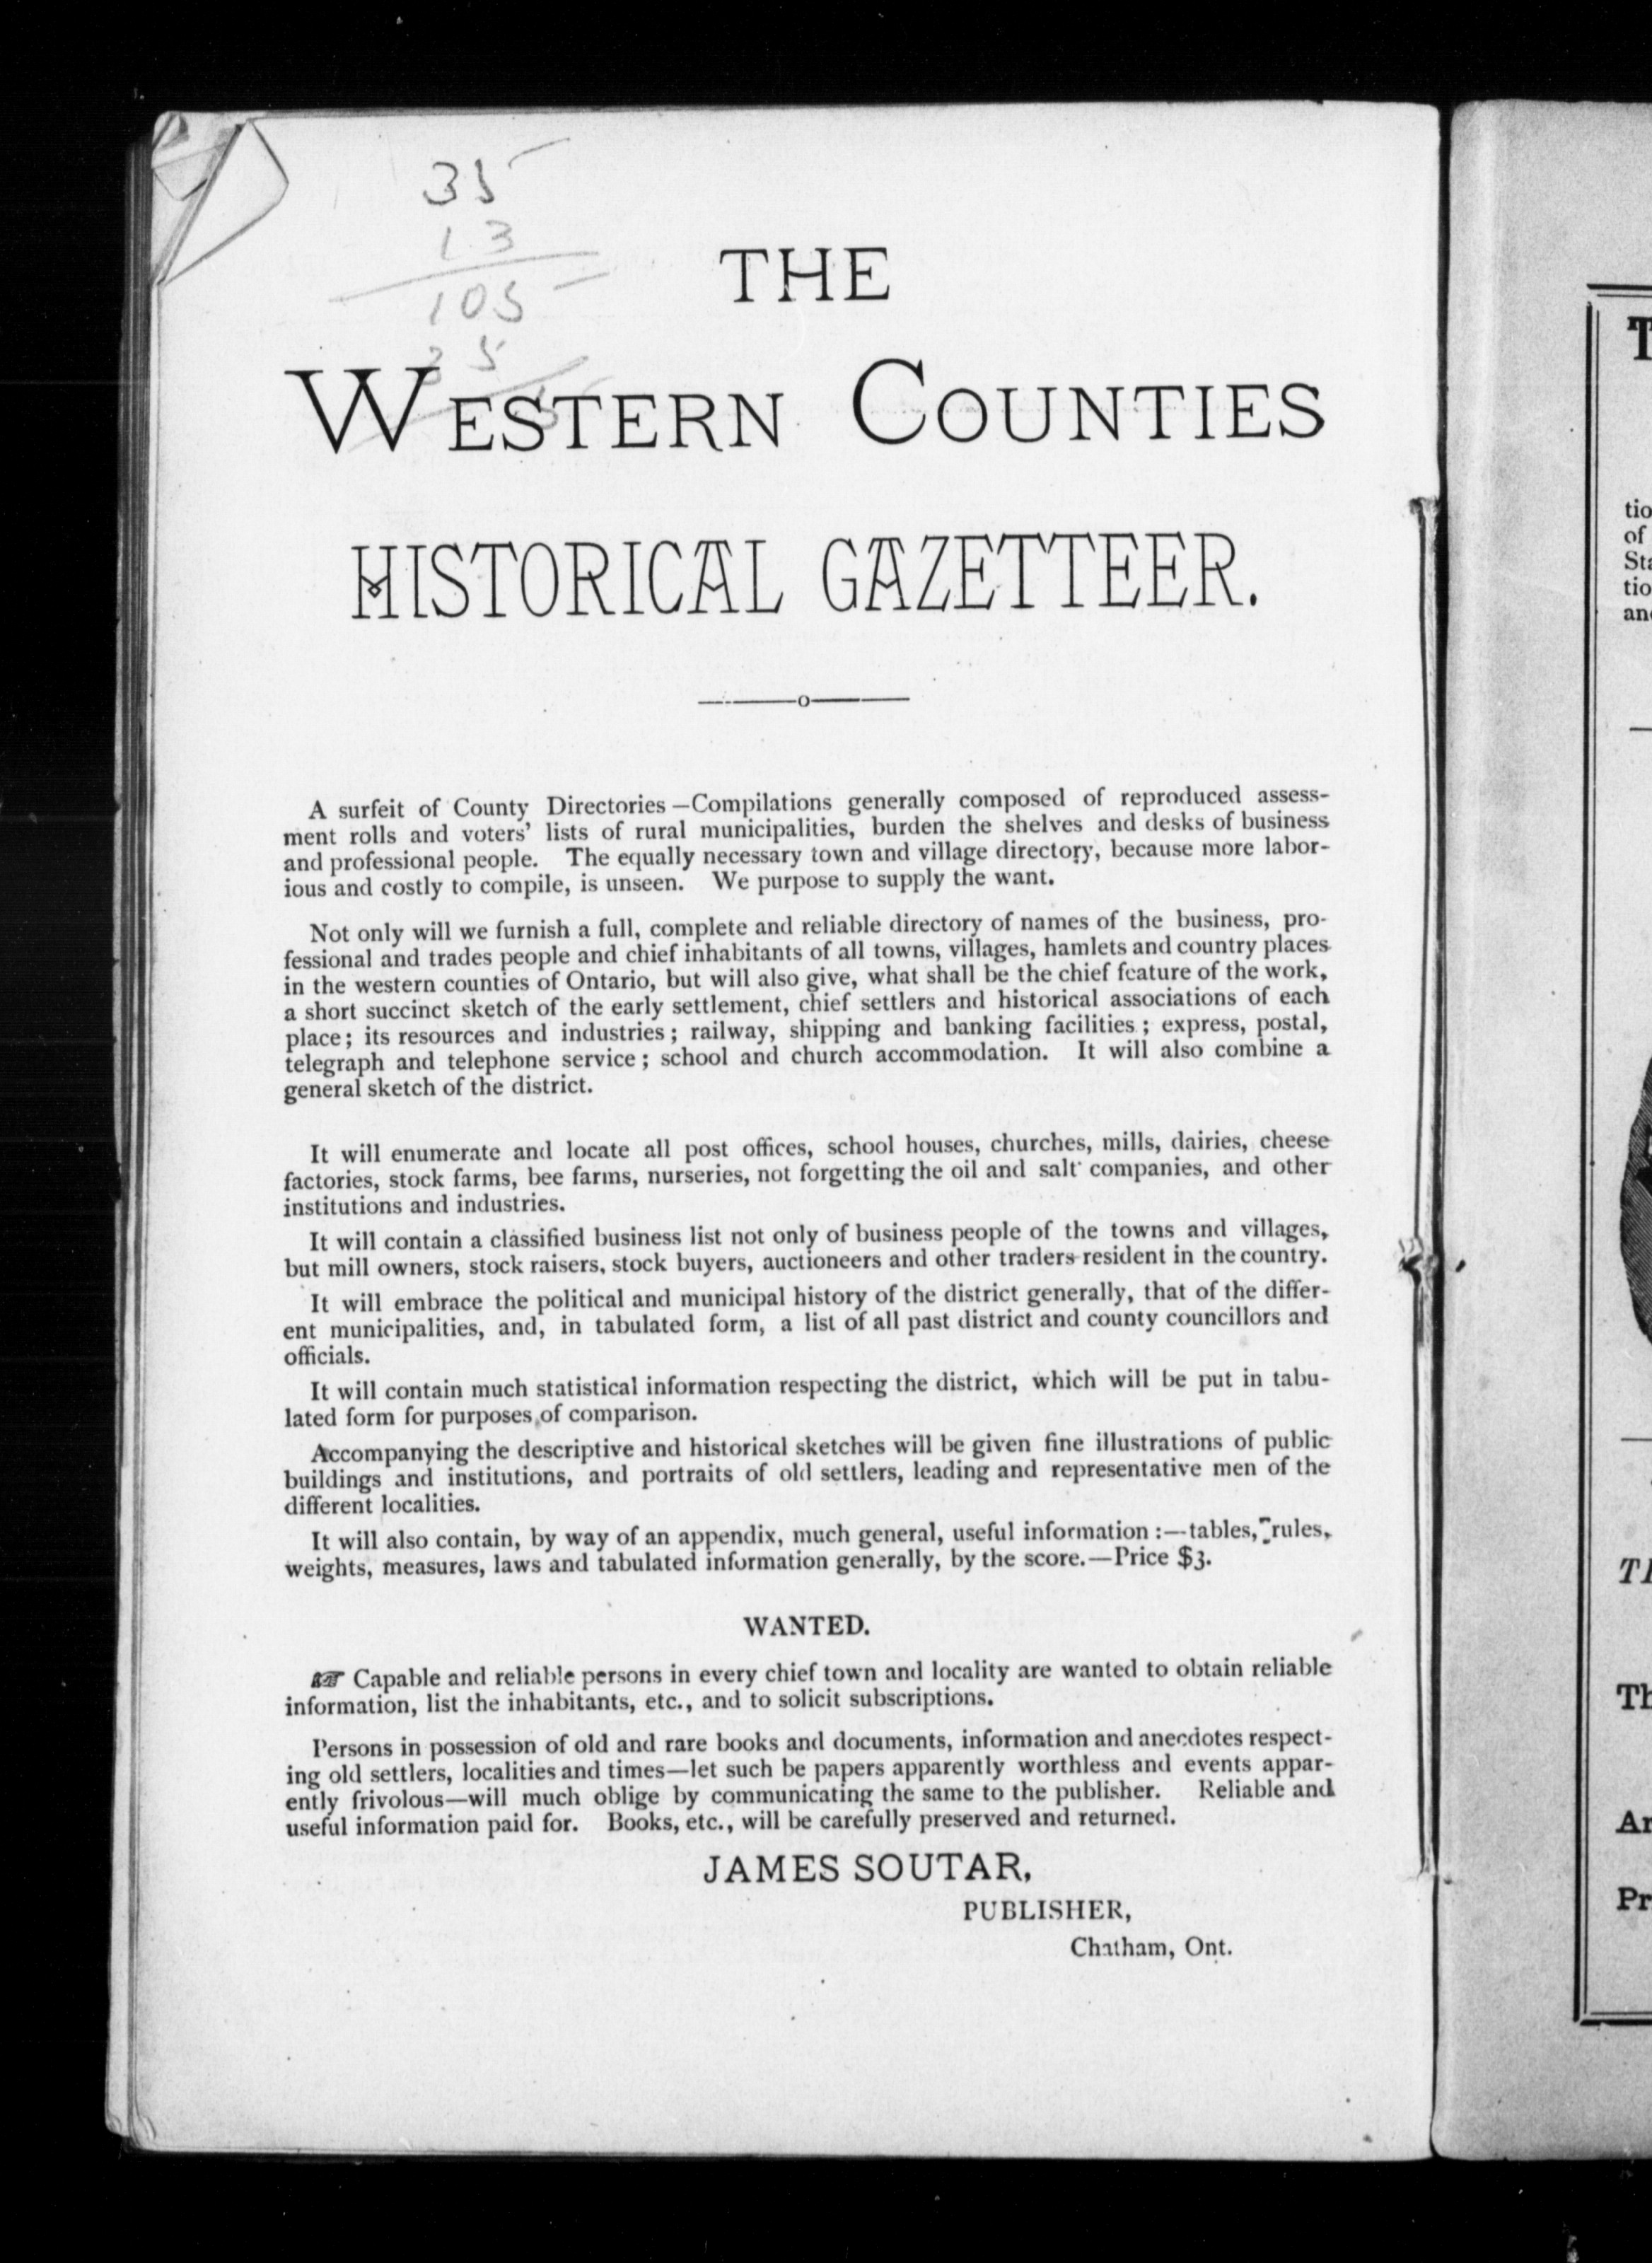 35
13
105
35
THE
WESTERN COUNTIES
HISTORICAL GAZETTEER.
—o—
A surfeit of County Directories—Compilations generally composed of reproduced assess-
ment rolls and voters' lists of rural municipalities, burden the shelves and desks of business
and professional people. The equally necessary town and village directory, because more labor-
ious and costly to compile, is unseen. We purpose to supply the want.
Not only will we furnish a full, complete and reliable directory of names of the business, pro-
fessional and trades people and chief inhabitants of all towns, villages, hamlets and country places
in the western counties of Ontario, but will also give, what shall be the chief feature of the work,
a short succinct sketch of the early settlement, chief settlers and historical associations of each
place; its resources and industries; railway, shipping and banking facilities; express, postal,
telegraph and telephone service; school and church accommodation. It will also combine a
general sketch of the district.
It will enumerate and locate all post offices, school houses, churches, mills, dairies, cheese
factories, stock farms, bee farms, nurseries, not forgetting the oil and salt companies, and other
institutions and industries.
It will contain a classified business list not only of business people of the towns and villages,
but mill owners, stock raisers, stock buyers, auctioneers and other traders resident in the country.
It will embrace the political and municipal history of the district generally, that of the differ-
ent municipalities, and, in tabulated form, a list of all past district and county councillors and
officials.
It will contain much statistical information respecting the district, which will be put in tabu-
lated form for purposes of comparison.
Accompanying the descriptive and historical sketches will be given fine illustrations of public
buildings and institutions, and portraits of old settlers, leading and representative men of the
different localities.
It will also contain, by way of an appendix, much general, useful information :—tables, rules,
weights, measures, laws and tabulated information generally, by the score.—Price $3.
WANTED.
☞ Capable and reliable persons in every chief town and locality are wanted to obtain reliable
information, list the inhabitants, etc., and to solicit subscriptions.
Persons in possession of old and rare books and documents, information and anecdotes respect-
ing old settlers, localities and times—let such be papers apparently worthless and events appar-
ently frivolous—will much oblige by communicating the same to the publisher. Reliable and
useful information paid for. Books, etc., will be carefully preserved and returned.
JAMES SOUTAR,
PUBLISHER,
Chatham, Ont.